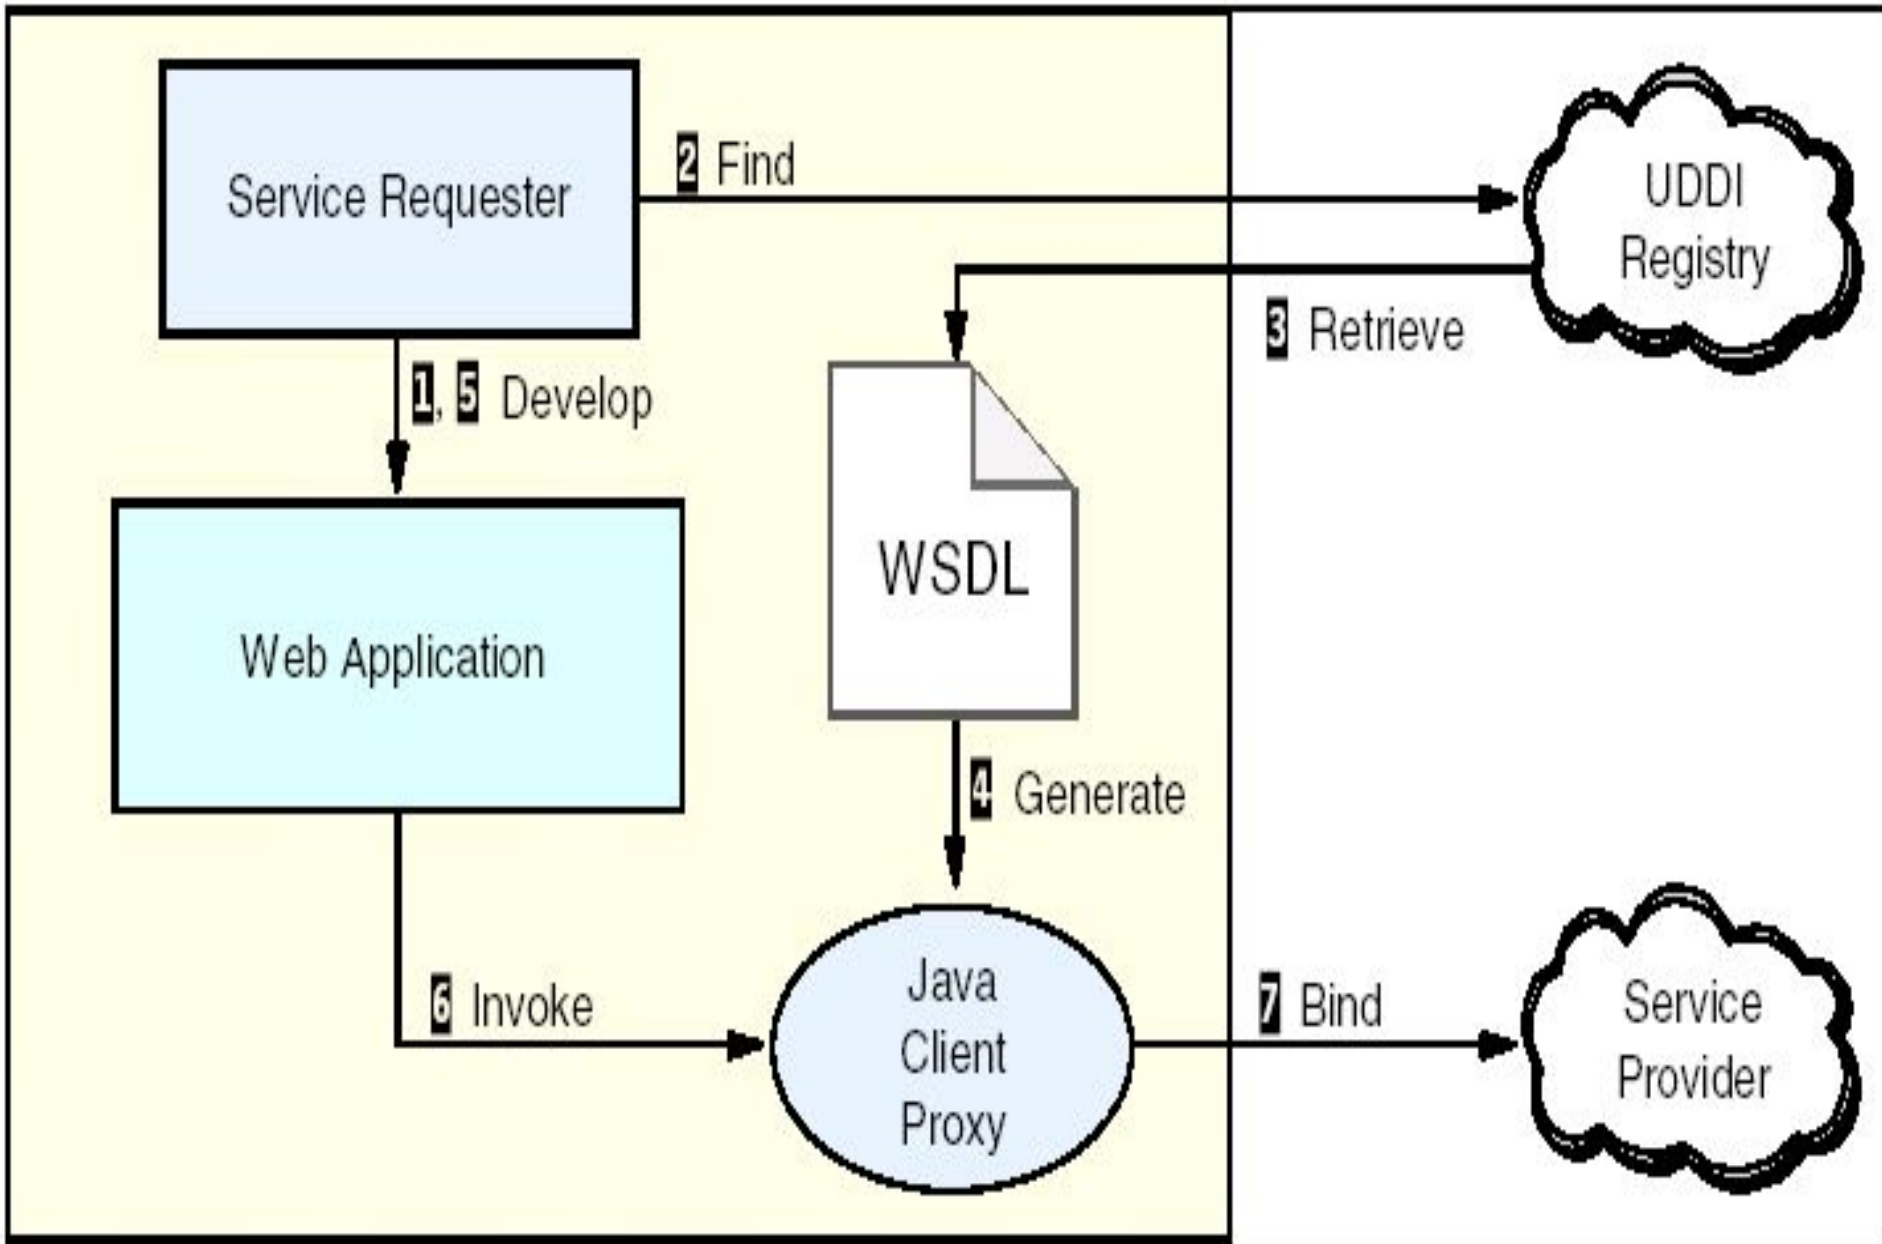 Service Requester
2 Find
UDDI
Registry
3 Retrieve
1, 5 Develop
WSDL
Web Application
4 Generate
6 Invoke
Java
Client
Proxy
7 Bind
Service
Provider